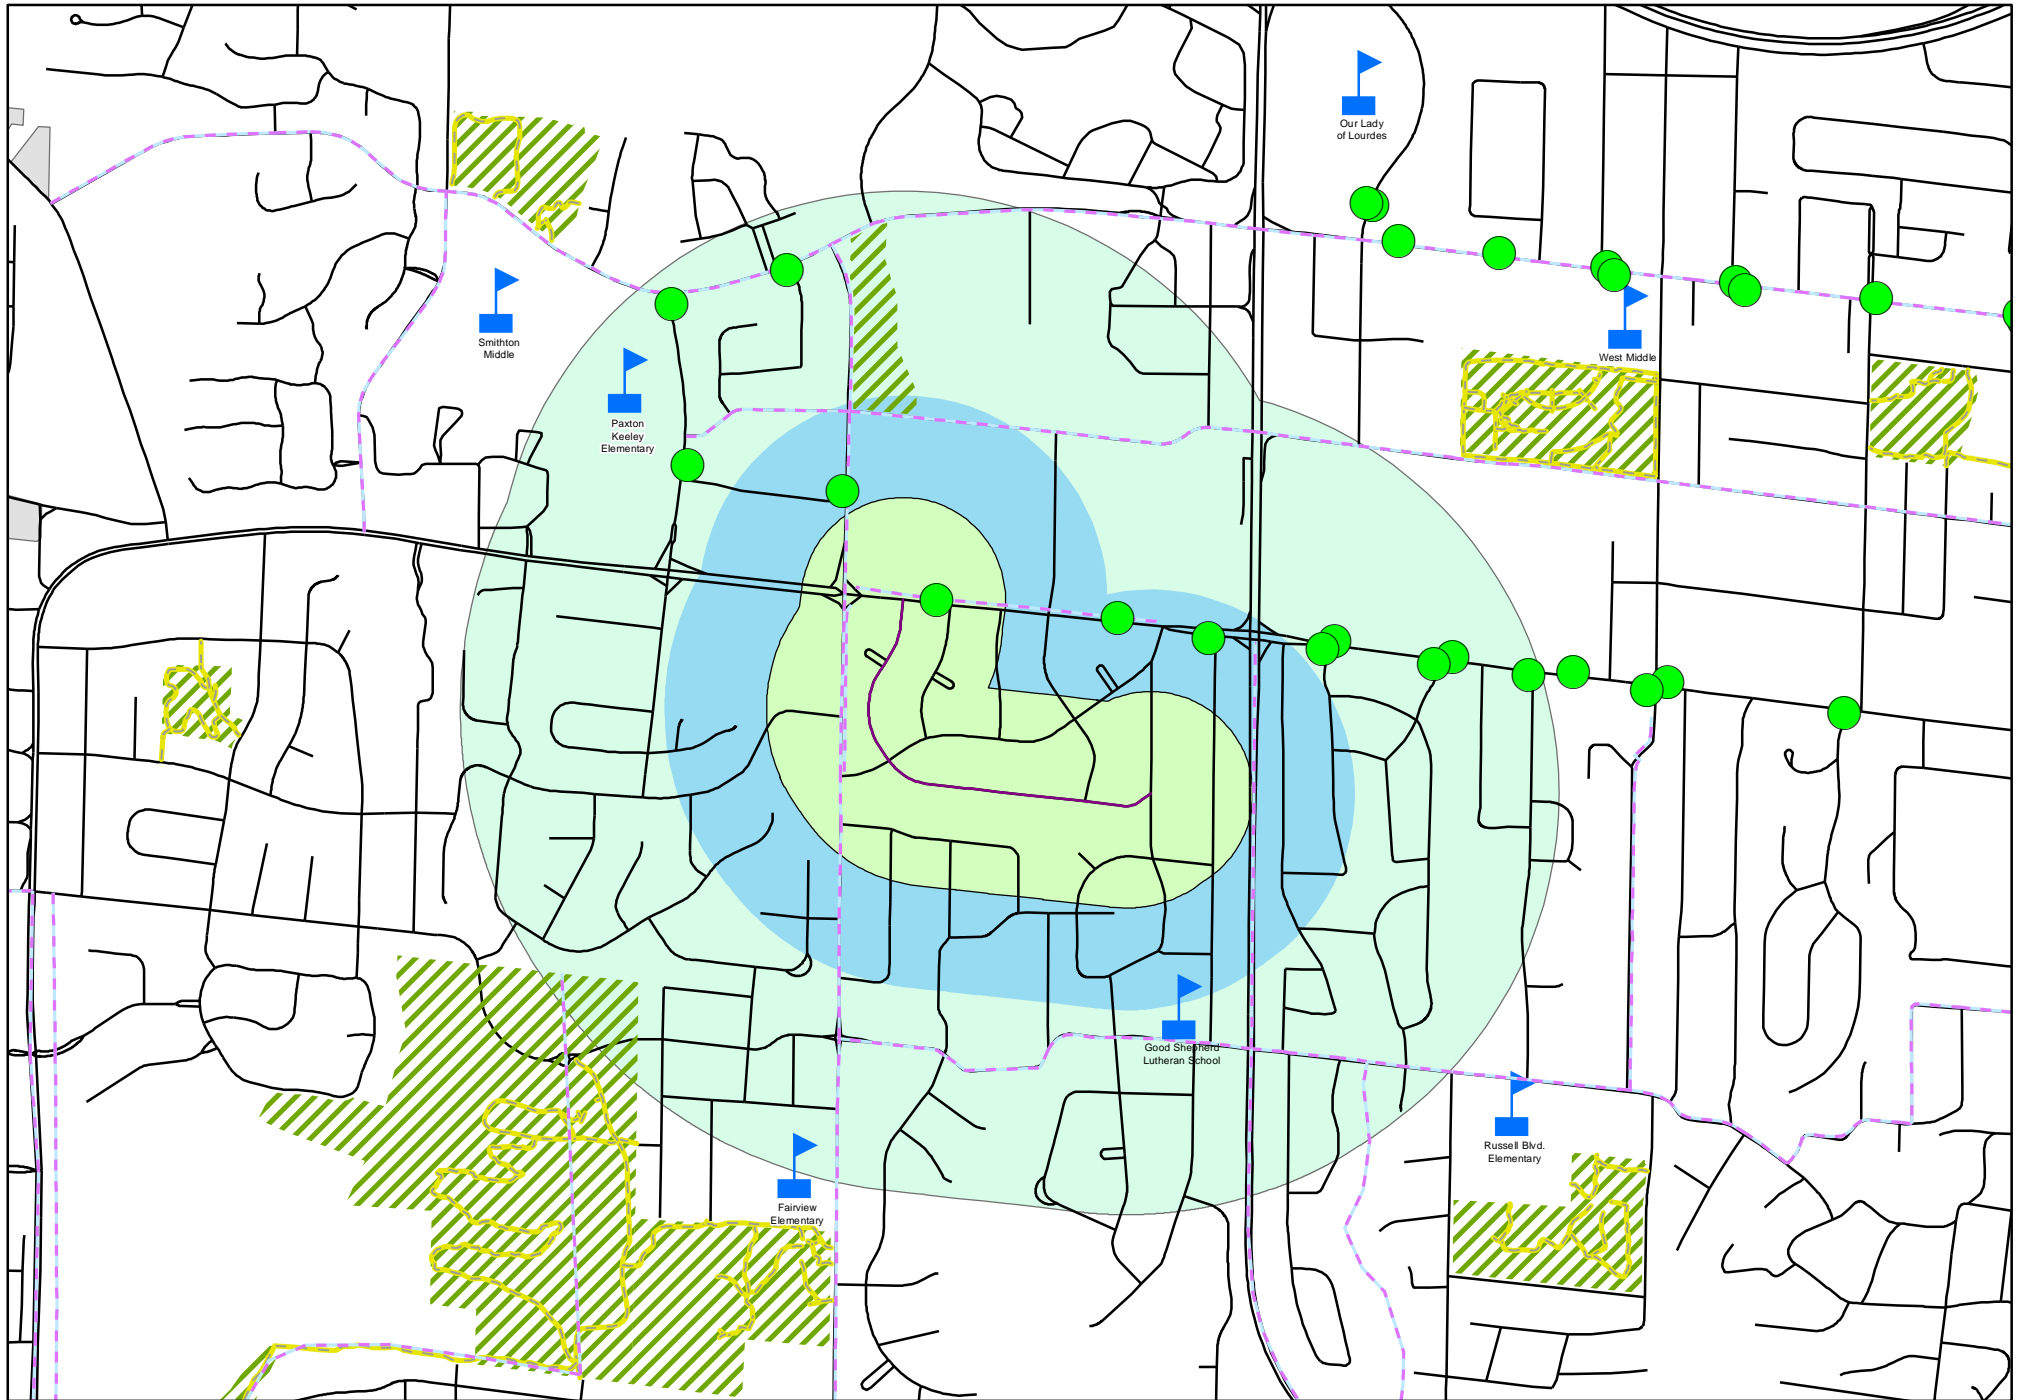 Our Lady
of Lourdes
Smithton
Middle
West Middle
Paxton
Keeley
Elementary
Good Shepherd
Lutheran School
Russell Blvd.
Elementary
Fairview
Elementary